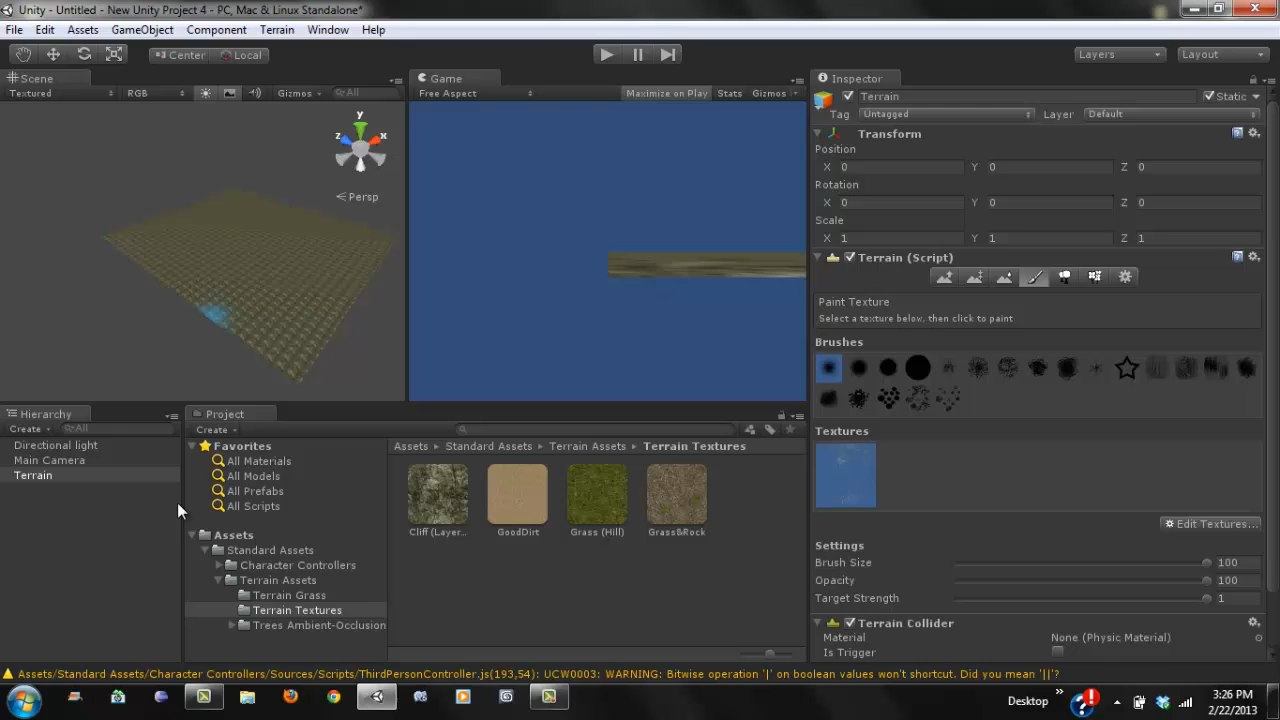 Unity - Untitled - New Unity Project 4 - PC, Mac & Linux Standalone*
File Edit Assets GameObject Component Terrain Window Help
Center Local Layers Layout
Scene Game Inspector
Textured RGB Gizmos All
Free Aspect Maximize on Play Stats Gizmos
y
z x
Persp
Terrain Static
Tag Untagged Layer Default
Transform
Position
X 0 Y 0 Z 0
Rotation
X 0 Y 0 Z 0
Scale
X 1 Y 1 Z 1
Terrain (Script)
Paint Texture
Select a texture below, then click to paint
Brushes
Textures
Edit Textures...
Settings
Brush Size 100
Opacity 100
Target Strength 1
Terrain Collider
Material None (Physic Material)
Is Trigger
Hierarchy
Create All
Directional light
Main Camera
Terrain
Project
Create
Favorites
All Materials
All Models
All Prefabs
All Scripts
Assets
Standard Assets
Character Controllers
Terrain Assets
Terrain Grass
Terrain Textures
Trees Ambient-Occlusion
Assets Standard Assets Terrain Assets Terrain Textures
Cliff (Layer... GoodDirt Grass (Hill) Grass&Rock
Assets/Standard Assets/Character Controllers/Sources/Scripts/ThirdPersonController.js(193,54): UCW0003: WARNING: Bitwise operation '|' on boolean values won't shortcut. Did you mean '||'?
Desktop
3:26 PM
2/22/2013